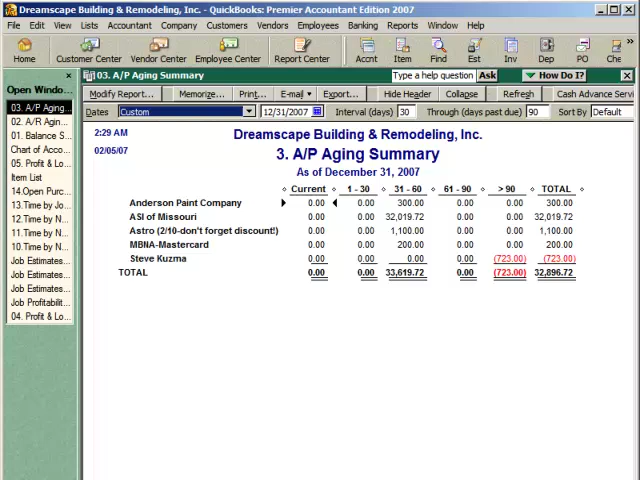 Dreamscape Building & Remodeling, Inc. - QuickBooks: Premier Accountant Edition 2007
File Edit View Lists Accountant Company Customers Vendors Employees Banking Reports Window Help
Home Customer Center Vendor Center Employee Center Report Center Accnt Item Find Est Inv Dep PO Che
Open Windo...
03. A/P Aging Summary Type a help question Ask How Do I?
Modify Report... Memorize... Print... E-mail Export... Hide Header Collapse Refresh Cash Advance Servi
Dates Custom 12/31/2007 Interval (days) 30 Through (days past due) 90 Sort By Default
03. A/P Aging...
02. A/R Agin...
01. Balance S...
Chart of Acco...
05. Profit & Lo...
Item List
14.Open Purc...
13.Time by Jo...
12.Time by N...
11.Time by N...
10.Time by N...
Job Estimates...
Job Estimates...
Job Estimates...
Job Profitabilit...
04. Profit & Lo...
2:29 AM
02/05/07
Dreamscape Building & Remodeling, Inc.
3. A/P Aging Summary
As of December 31, 2007
Current 1 - 30 31 - 60 61 - 90 > 90 TOTAL
Anderson Paint Company 0.00 0.00 300.00 0.00 0.00 300.00
ASI of Missouri 0.00 0.00 32,019.72 0.00 0.00 32,019.72
Astro (2/10-don't forget discount!) 0.00 0.00 1,100.00 0.00 0.00 1,100.00
MBNA-Mastercard 0.00 0.00 200.00 0.00 0.00 200.00
Steve Kuzma 0.00 0.00 0.00 0.00 (723.00) (723.00)
TOTAL 0.00 0.00 33,619.72 0.00 (723.00) 32,896.72